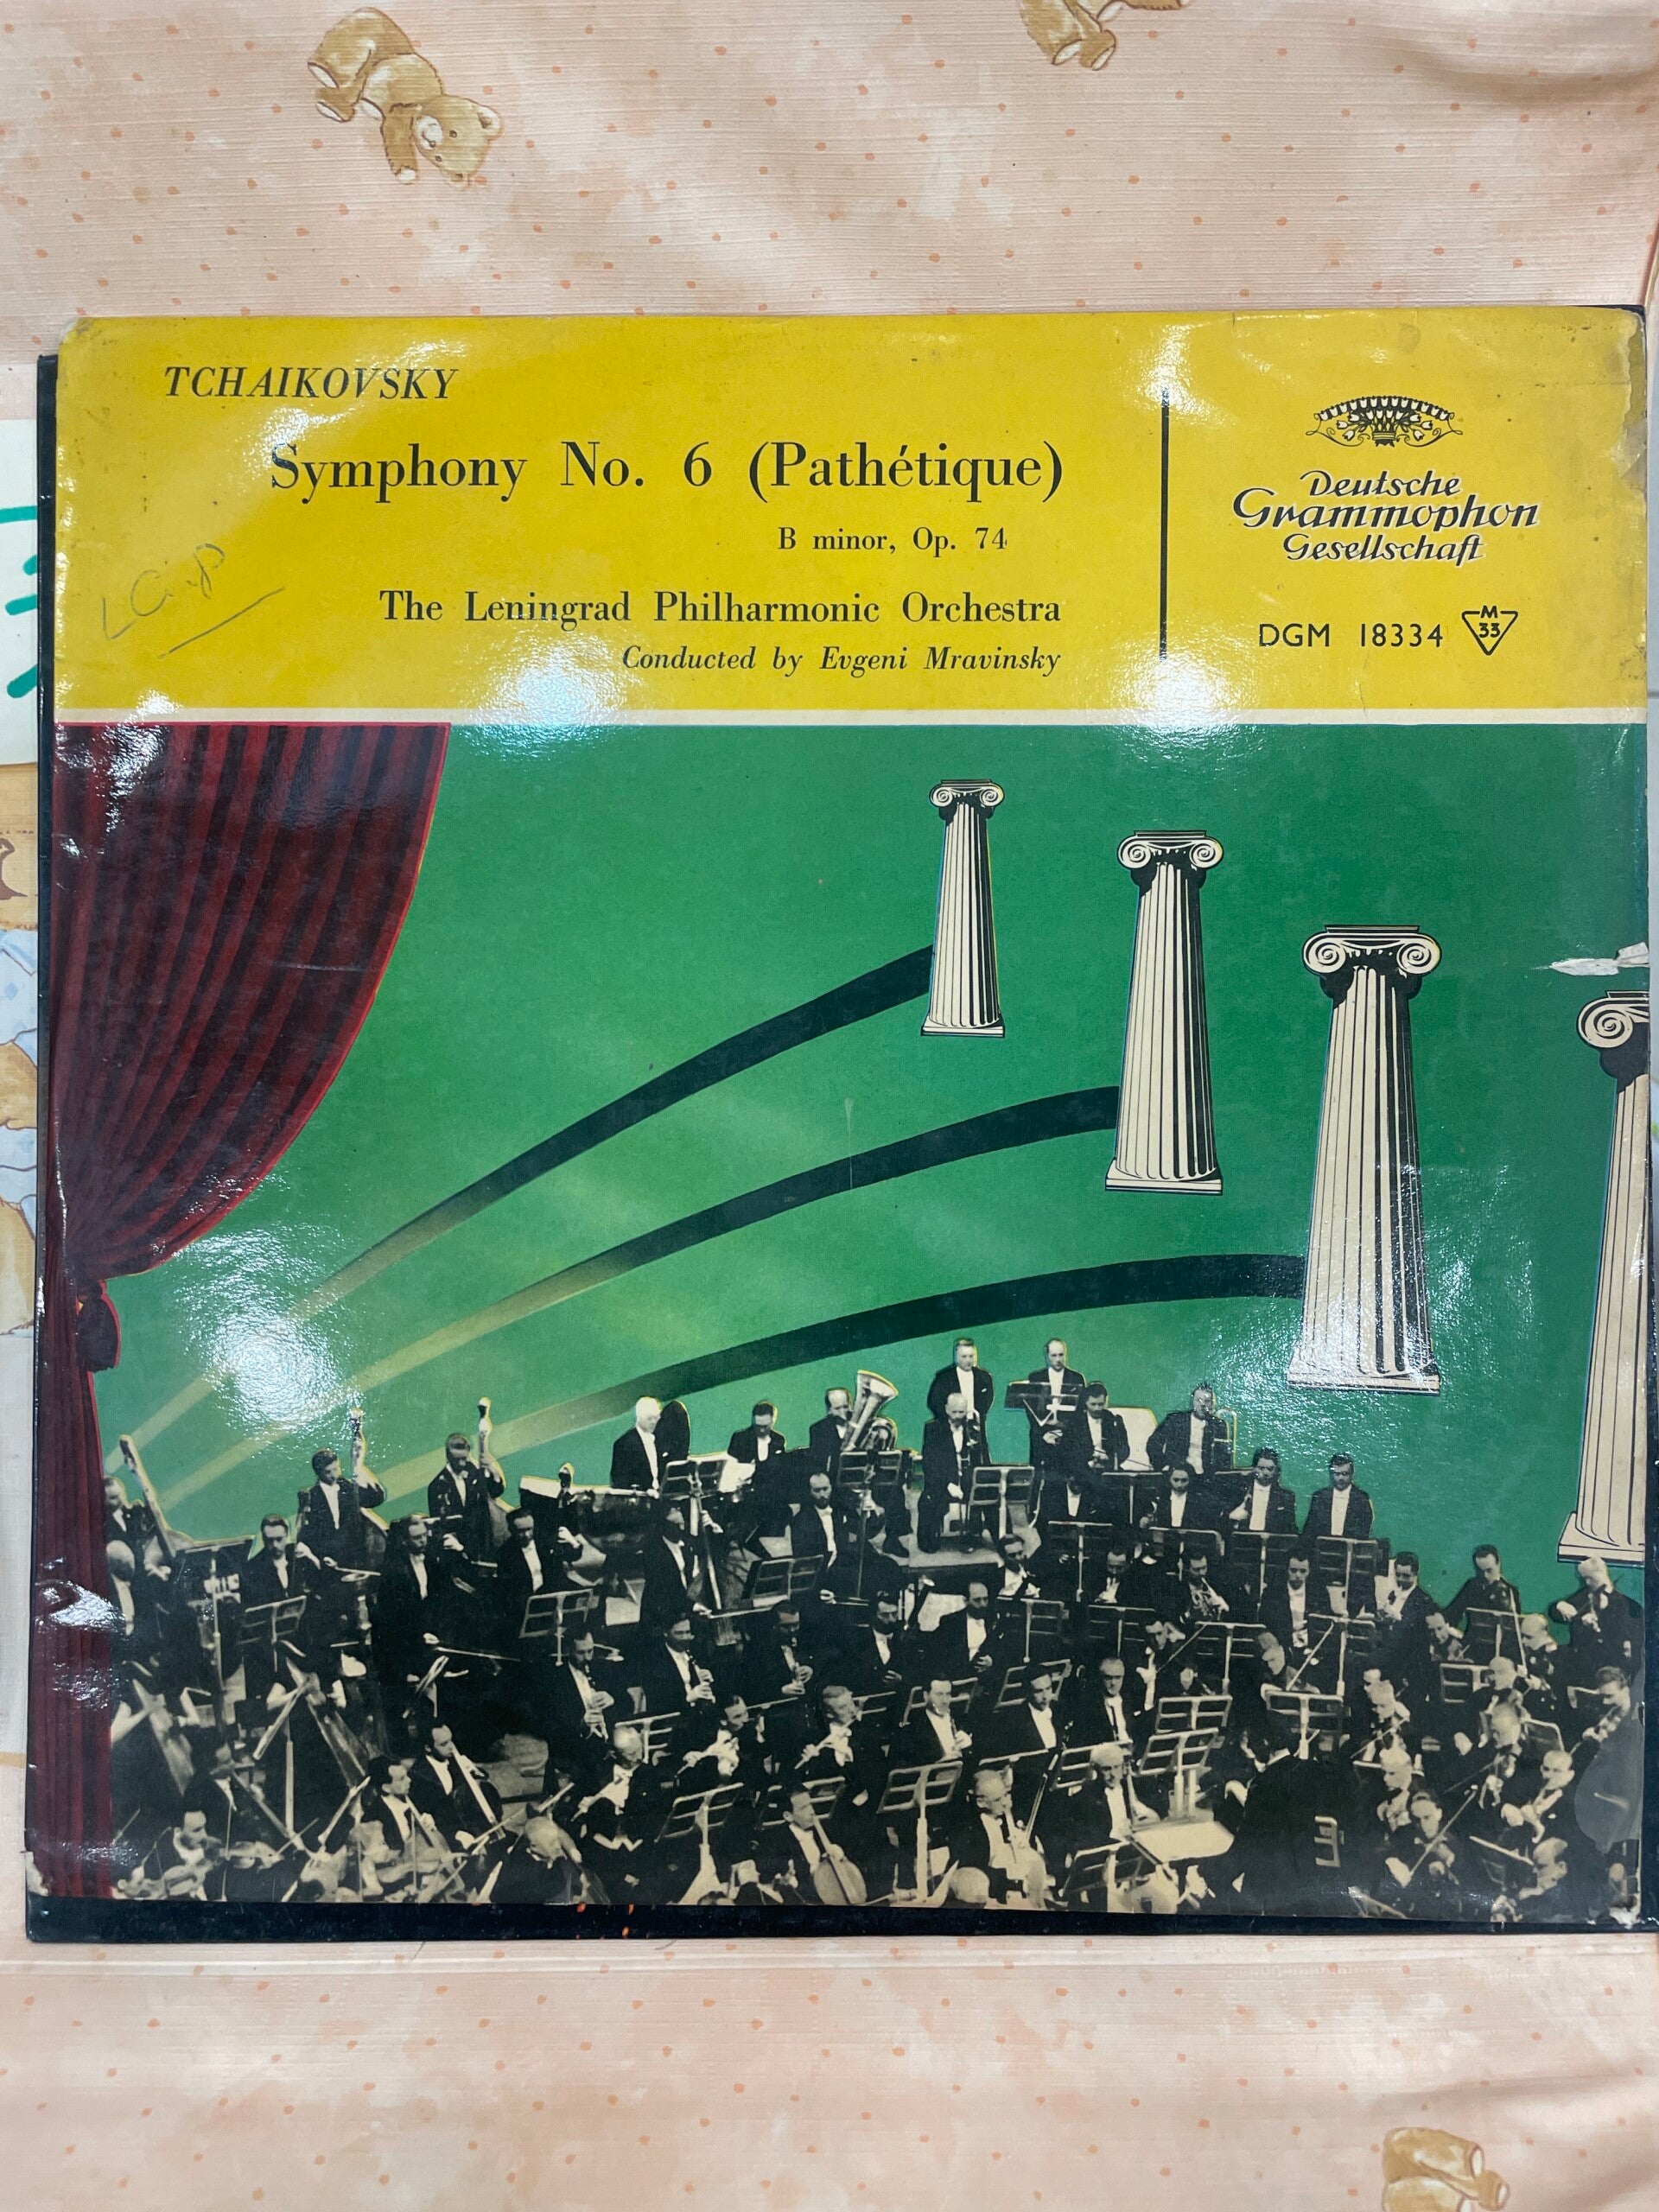 TCHAIKOVSKY
Symphony No. 6 (Pathétique)
B minor, Op. 74
The Leningrad Philharmonic Orchestra
Conducted by Evgeni Mravinsky
Deutsche
Grammophon
Gesellschaft
DGM 18334
M
33